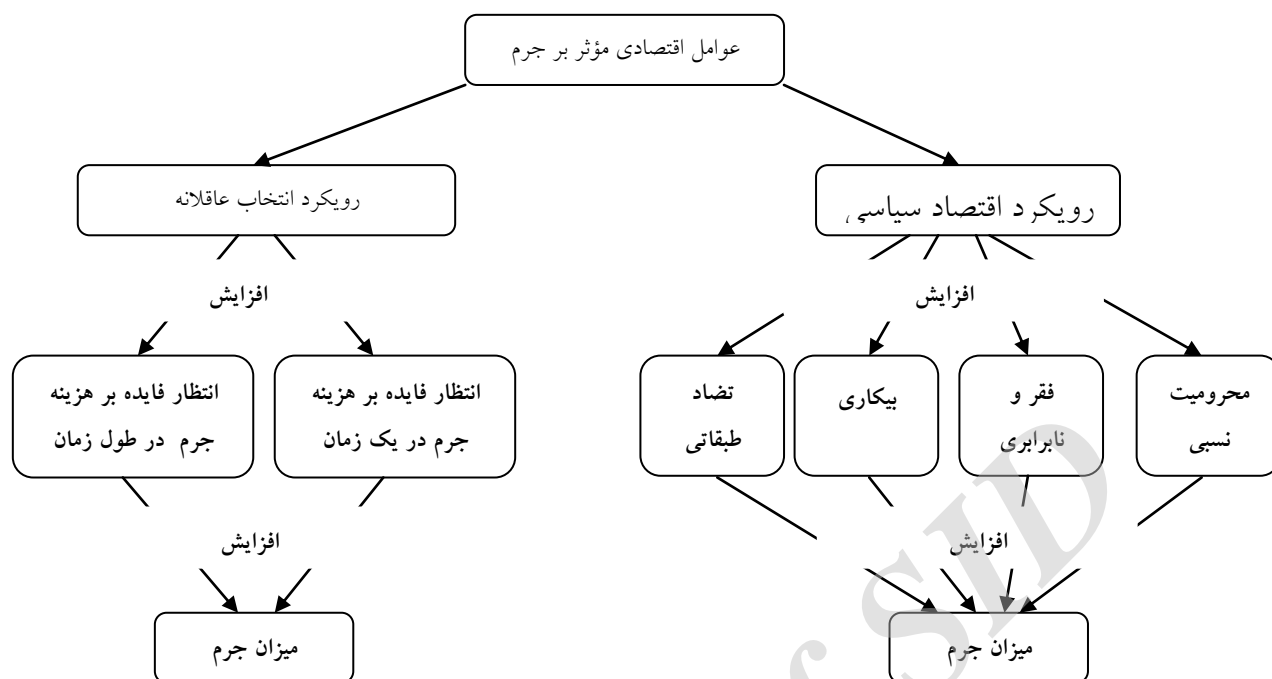 عوامل اقتصادی مؤثر بر جرم
رویکرد اقتصاد سیاسی
رویکرد انتخاب عاقلانه
افزایش
افزایش
محرومیت
نسبی
فقر و
نابرابری
بیکاری
تضاد
طبقاتی
انتظار فایده بر هزینه
جرم در یک زمان
انتظار فایده بر هزینه
جرم در طول زمان
افزایش
افزایش
میزان جرم
میزان جرم
f SID